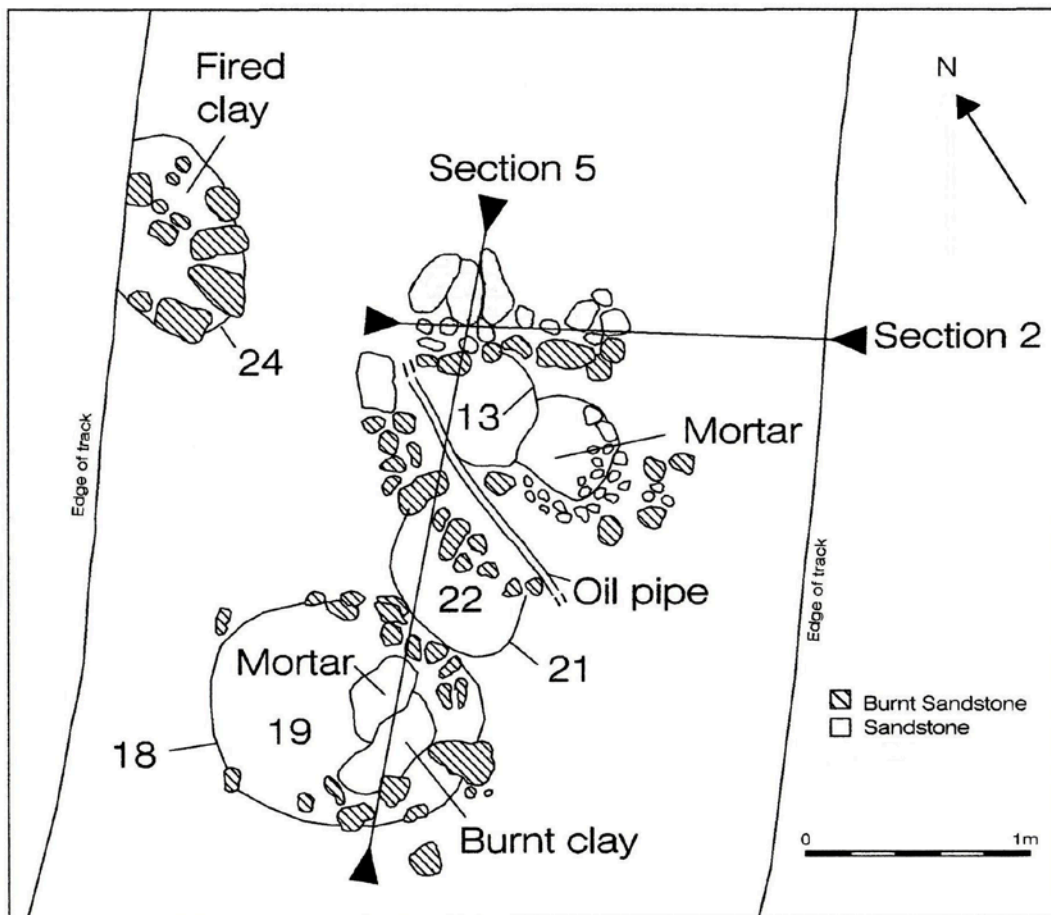 Fired
clay
N
Section 5
Section 2
24
13
Mortar
Edge of track
Edge of track
22
Oil pipe
21
Mortar
19
18
Burnt clay
Burnt Sandstone
Sandstone
0
1m